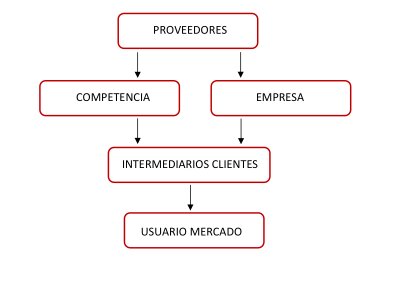 PROVEEDORES
COMPETENCIA
EMPRESA
INTERMEDIARIOS CLIENTES
USUARIO MERCADO